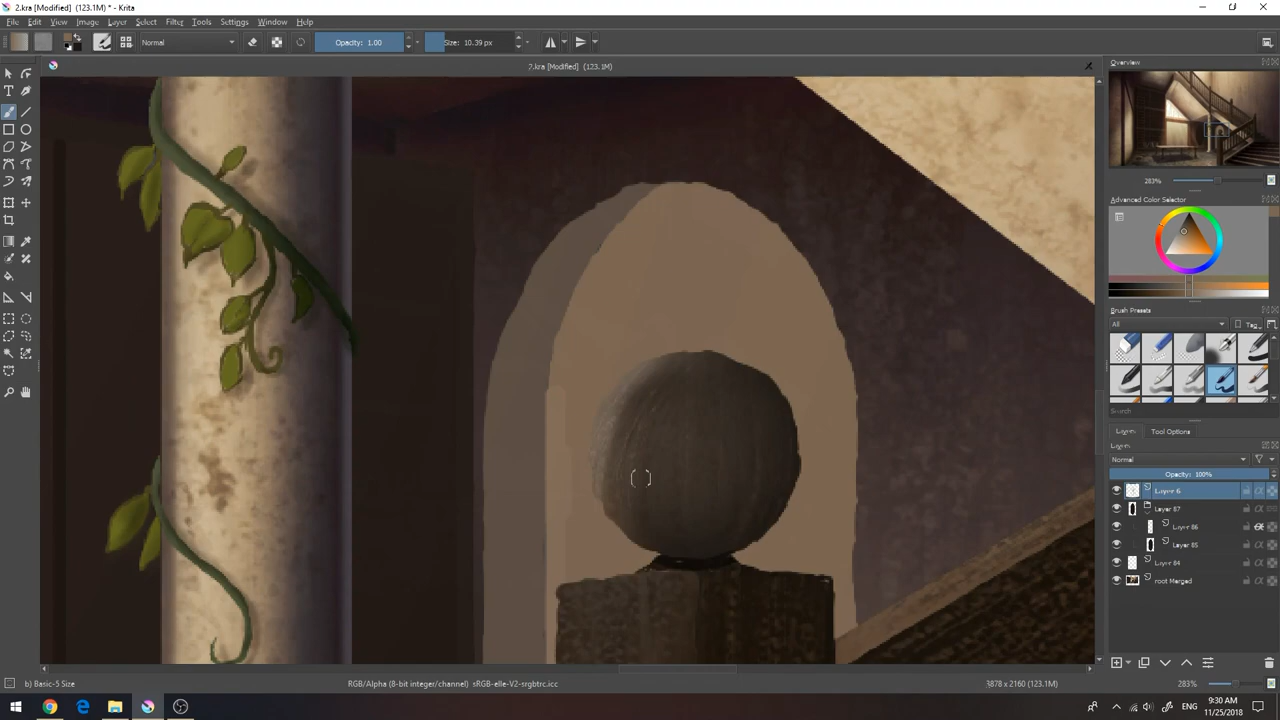 2.kra [Modified] (123.1M) * - Krita
File Edit View Image Layer Select Filter Tools Settings Window Help
Normal Opacity: 1.00 Size: 10.39 px
2.kra [Modified] (123.1M)
Overview
283%
Advanced Color Selector
Brush Presets
All Tag
Search
Layers Tool Options
Layers
Normal
Opacity: 100%
Layer 6
Layer 87
Layer 86
Layer 85
Layer 84
root Merged
b) Basic-5 Size RGB/Alpha (8-bit integer/channel) sRGB-elle-V2-srgbtrc.icc 3878 x 2160 (123.1M) 283%
ENG 9:30 AM
11/25/2018